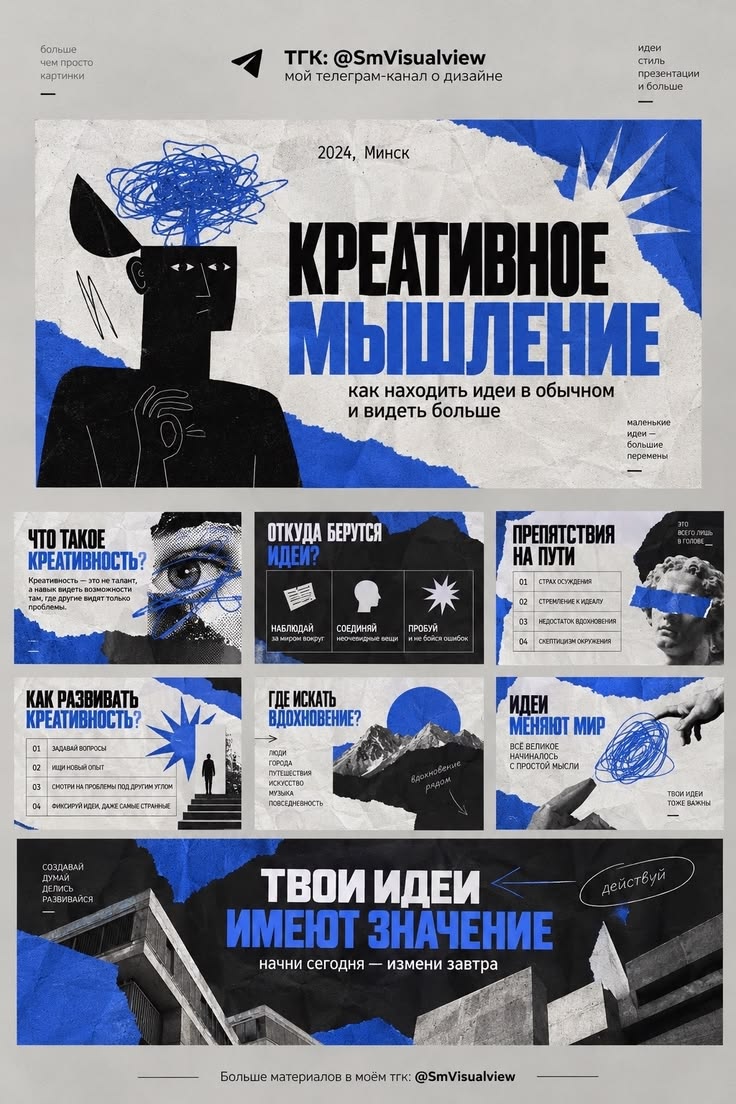 больше
чем просто
картинки
ТГК: @SmVisualview
мой телеграм-канал о дизайне
идеи
стиль
презентации
и больше
2024, Минск
КРЕАТИВНОЕ
МЫШЛЕНИЕ
как находить идеи в обычном
и видеть больше
маленькие
идеи —
большие
перемены
ЧТО ТАКОЕ
КРЕАТИВНОСТЬ?
Креативность — это не талант,
а навык видеть возможности
там, где другие видят только
проблемы.
ОТКУДА БЕРУТСЯ
ИДЕИ?
НАБЛЮДАЙ
за миром вокруг
СОЕДИНЯЙ
неочевидные вещи
ПРОБУЙ
и не бойся ошибок
ПРЕПЯТСТВИЯ
НА ПУТИ
ЭТО
ВСЕГО ЛИШЬ
В ГОЛОВЕ
01 СТРАХ ОСУЖДЕНИЯ
02 СТРЕМЛЕНИЕ К ИДЕАЛУ
03 НЕДОСТАТОК ВДОХНОВЕНИЯ
04 СКЕПТИЦИЗМ ОКРУЖЕНИЯ
КАК РАЗВИВАТЬ
КРЕАТИВНОСТЬ?
01 ЗАДАВАЙ ВОПРОСЫ
02 ИЩИ НОВЫЙ ОПЫТ
03 СМОТРИ НА ПРОБЛЕМЫ ПОД ДРУГИМ УГЛОМ
04 ФИКСИРУЙ ИДЕИ, ДАЖЕ САМЫЕ СТРАННЫЕ
ГДЕ ИСКАТЬ
ВДОХНОВЕНИЕ?
ЛЮДИ
ГОРОДА
ПУТЕШЕСТВИЯ
ИСКУССТВО
МУЗЫКА
ПОВСЕДНЕВНОСТЬ
вдохновение
рядом
ИДЕИ
МЕНЯЮТ МИР
ВСЁ ВЕЛИКОЕ
НАЧИНАЛОСЬ
С ПРОСТОЙ МЫСЛИ
ТВОИ ИДЕИ
ТОЖЕ ВАЖНЫ
СОЗДАВАЙ
ДУМАЙ
ДЕЛИСЬ
РАЗВИВАЙСЯ
ТВОИ ИДЕИ
ИМЕЮТ ЗНАЧЕНИЕ
начни сегодня — измени завтра
действуй
Больше материалов в моём тгк: @SmVisualview